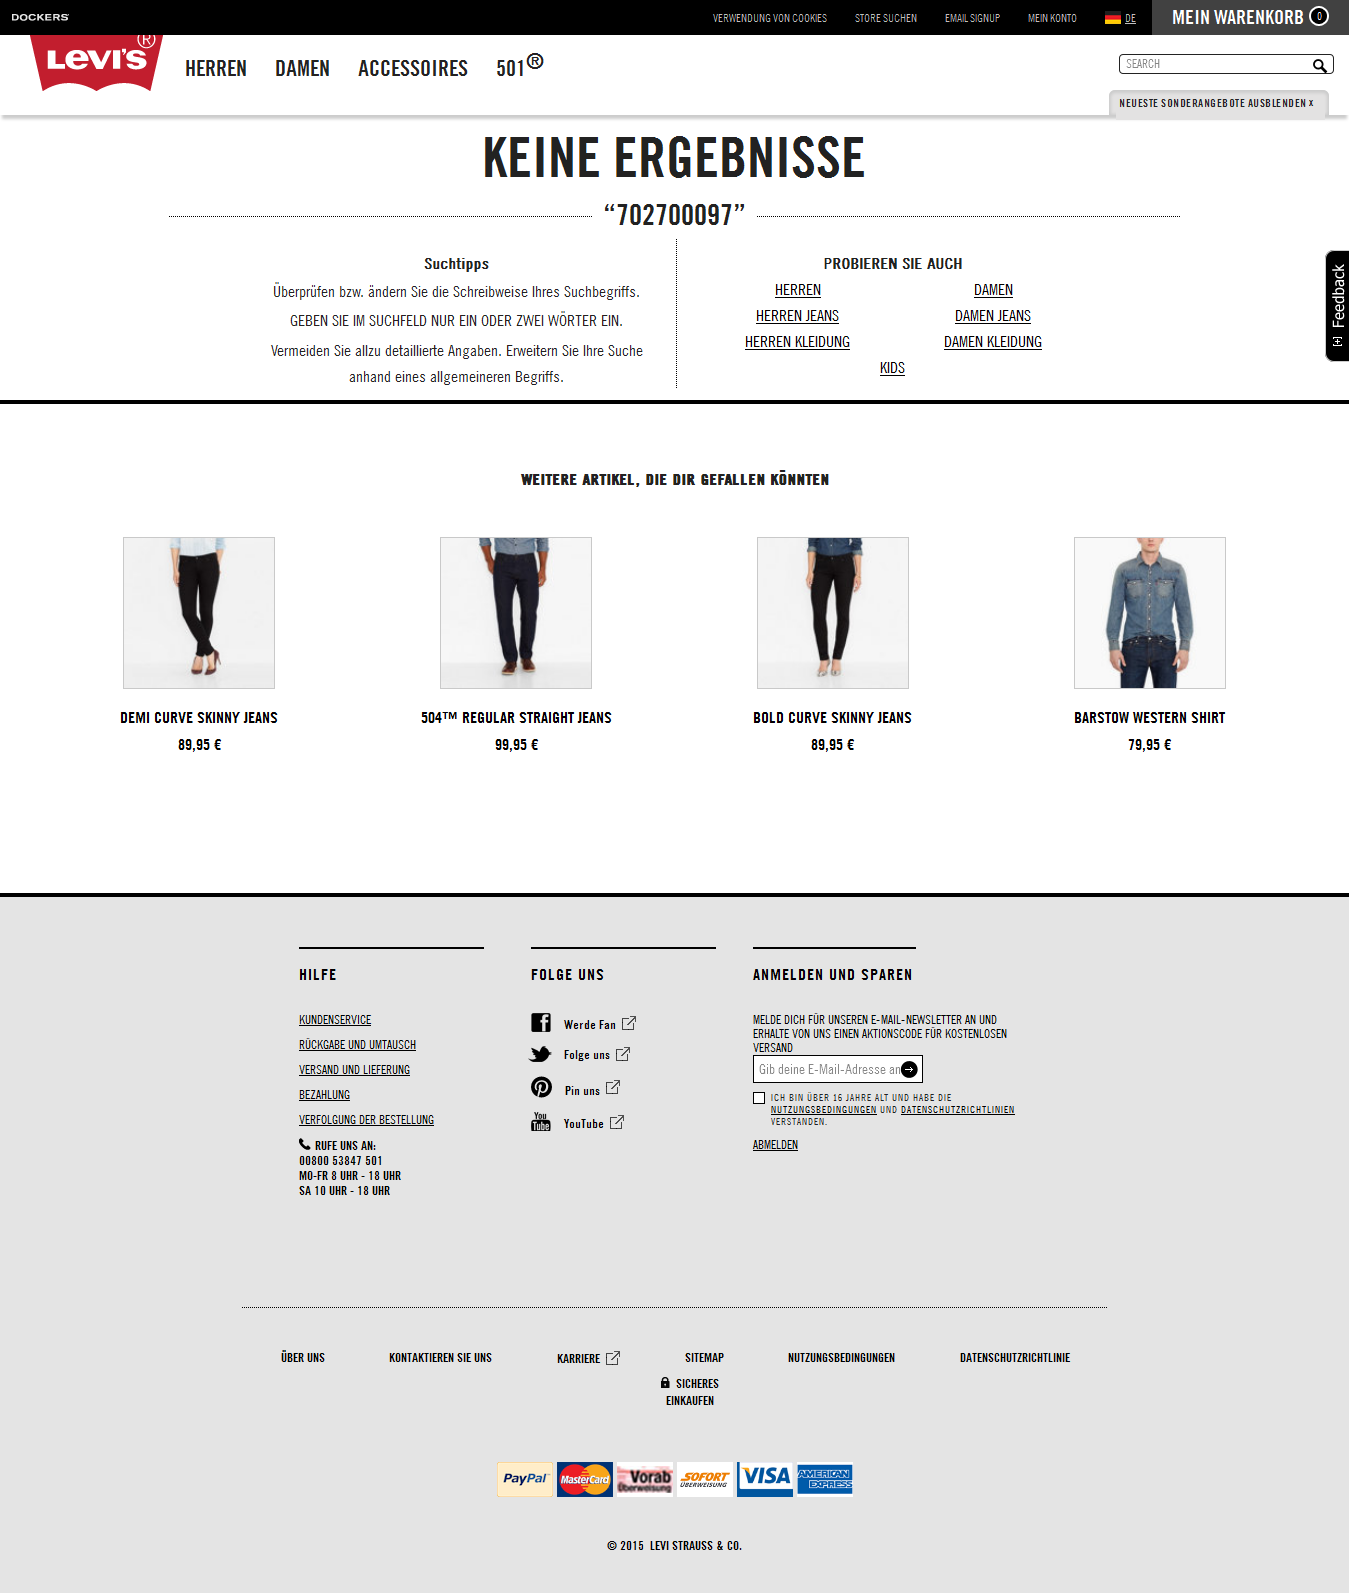 DOCKERS
VERWENDUNG VON COOKIES
STORE SUCHEN
EMAIL SIGNUP
MEIN KONTO
DE
MEIN WARENKORB 0
LEVI'S ®
HERREN
DAMEN
ACCESSOIRES
501®
SEARCH
NEUESTE SONDERANGEBOTE AUSBLENDEN X
KEINE ERGEBNISSE
“702700097”
Suchtipps
Überprüfen bzw. ändern Sie die Schreibweise Ihres Suchbegriffs.
GEBEN SIE IM SUCHFELD NUR EIN ODER ZWEI WÖRTER EIN.
Vermeiden Sie allzu detaillierte Angaben. Erweitern Sie Ihre Suche
anhand eines allgemeineren Begriffs.
PROBIEREN SIE AUCH
HERREN
DAMEN
HERREN JEANS
DAMEN JEANS
HERREN KLEIDUNG
DAMEN KLEIDUNG
KIDS
[+] Feedback
WEITERE ARTIKEL, DIE DIR GEFALLEN KÖNNTEN
DEMI CURVE SKINNY JEANS
89,95 €
504™ REGULAR STRAIGHT JEANS
99,95 €
BOLD CURVE SKINNY JEANS
89,95 €
BARSTOW WESTERN SHIRT
79,95 €
HILFE
KUNDENSERVICE
RÜCKGABE UND UMTAUSCH
VERSAND UND LIEFERUNG
BEZAHLUNG
VERFOLGUNG DER BESTELLUNG
RUFE UNS AN:
00800 53847 501
MO-FR 8 UHR - 18 UHR
SA 10 UHR - 18 UHR
FOLGE UNS
Werde Fan
Folge uns
Pin uns
You Tube YouTube
ANMELDEN UND SPAREN
MELDE DICH FÜR UNSEREN E-MAIL-NEWSLETTER AN UND
ERHALTE VON UNS EINEN AKTIONSCODE FÜR KOSTENLOSEN
VERSAND
Gib deine E-Mail-Adresse an
ICH BIN ÜBER 16 JAHRE ALT UND HABE DIE
NUTZUNGSBEDINGUNGEN UND DATENSCHUTZRICHTLINIEN
VERSTANDEN.
ABMELDEN
ÜBER UNS
KONTAKTIEREN SIE UNS
KARRIERE
SITEMAP
NUTZUNGSBEDINGUNGEN
DATENSCHUTZRICHTLINIE
SICHERES
EINKAUFEN
PayPal
MasterCard
Vorab
Überweisung
SOFORT
ÜBERWEISUNG
VISA
AMERICAN
EXPRESS
© 2015 LEVI STRAUSS & CO.